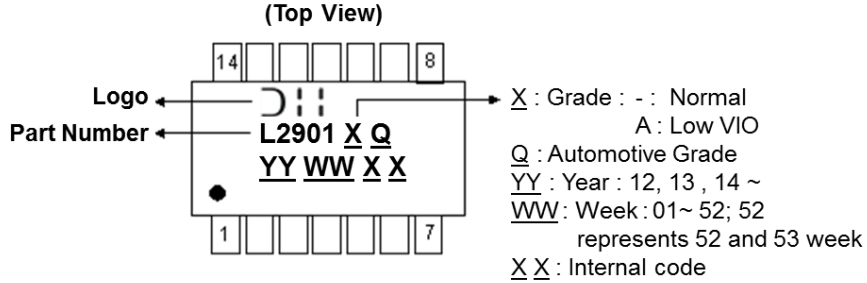 (Top View)
14 8
Logo
Part Number
L2901 X Q
YY WW X X
1 7
X : Grade : - : Normal
A : Low VIO
Q : Automotive Grade
YY : Year : 12, 13 , 14 ~
WW : Week : 01~ 52; 52
represents 52 and 53 week
X X : Internal code